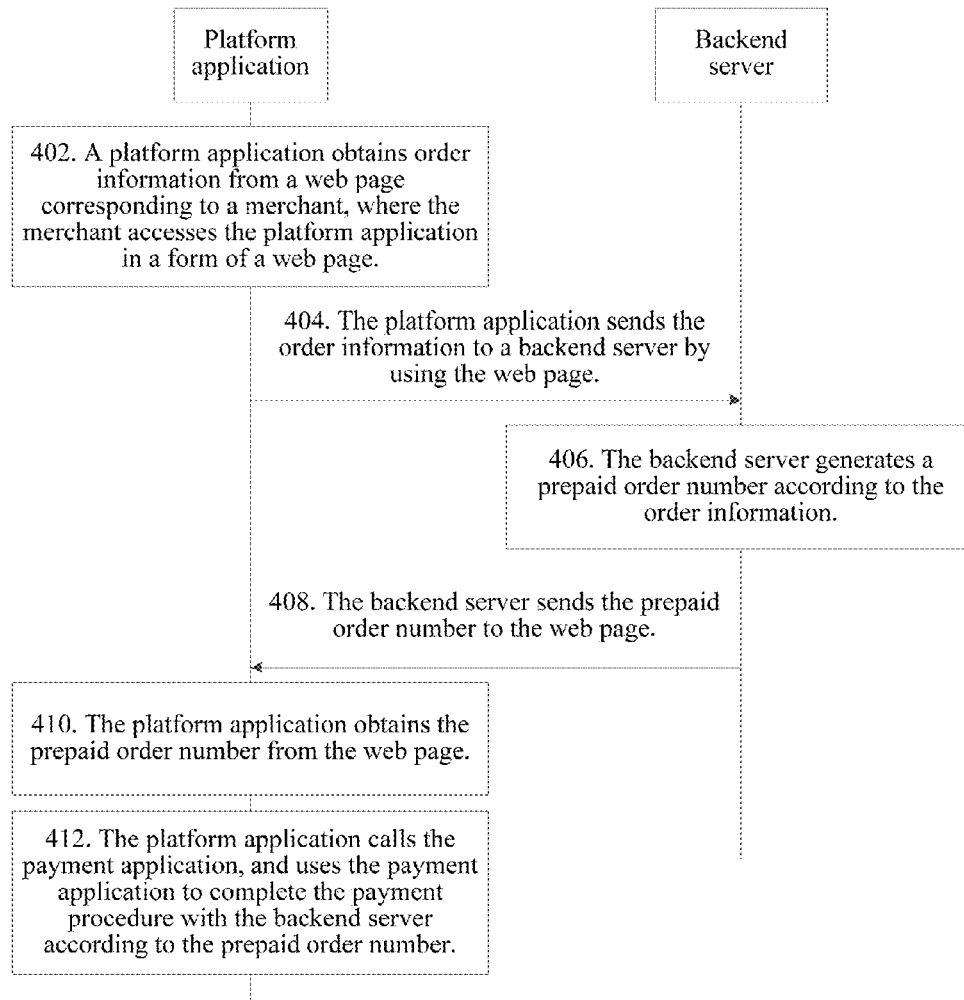 Platform
application
Backend
server
402. A platform application obtains order
information from a web page
corresponding to a merchant, where the
merchant accesses the platform application
in a form of a web page.
404. The platform application sends the
order information to a backend server by
using the web page.
406. The backend server generates a
prepaid order number according to the
order information.
408. The backend server sends the prepaid
order number to the web page.
410. The platform application obtains the
prepaid order number from the web page.
412. The platform application calls the
payment application, and uses the payment
application to complete the payment
procedure with the backend server
according to the prepaid order number.